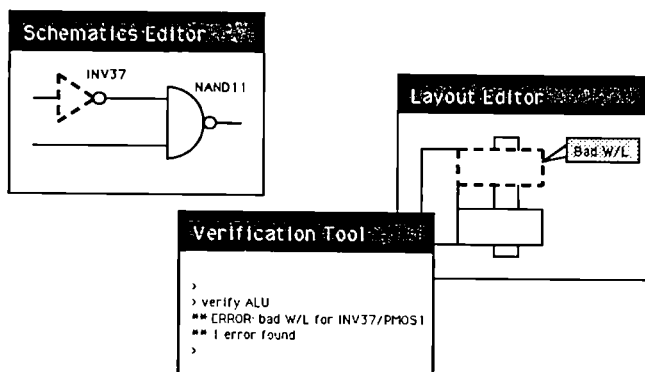 Schematics Editor
INV37
NAND11
Layout Editor
Bad W/L
Verification Tool
>
> verify ALU
** ERROR: bad W/L for INV37/PMOS1
** 1 error found
>